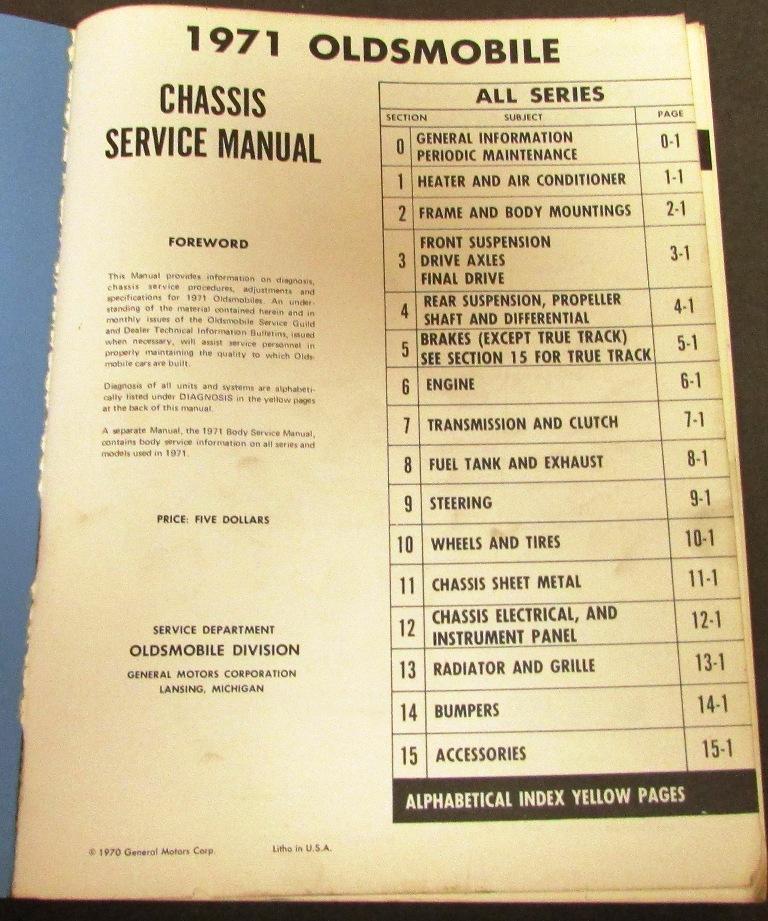 1971 OLDSMOBILE
CHASSIS
SERVICE MANUAL
FOREWORD
This Manual provides information on diagnosis,
chassis service procedures, adjustments and
specifications for 1971 Oldsmobiles. An under-
standing of the material contained herein and in
monthly issues of the Oldsmobile Service Guild
and Dealer Technical Information Bulletins, issued
when necessary, will assist service personnel in
properly maintaining the quality to which Olds-
mobile cars are built.
Diagnosis of all units and systems are alphabeti-
cally listed under DIAGNOSIS in the yellow pages
at the back of this manual.
A separate Manual, the 1971 Body Service Manual,
contains body service information on all series and
models used in 1971.
PRICE: FIVE DOLLARS
SERVICE DEPARTMENT
OLDSMOBILE DIVISION
GENERAL MOTORS CORPORATION
LANSING, MICHIGAN
© 1970 General Motors Corp. Litho in U.S.A.
ALL SERIES
SECTION SUBJECT PAGE
0 GENERAL INFORMATION
PERIODIC MAINTENANCE 0-1
1 HEATER AND AIR CONDITIONER 1-1
2 FRAME AND BODY MOUNTINGS 2-1
FRONT SUSPENSION
3 DRIVE AXLES 3-1
FINAL DRIVE
4 REAR SUSPENSION, PROPELLER
SHAFT AND DIFFERENTIAL 4-1
5 BRAKES (EXCEPT TRUE TRACK)
SEE SECTION 15 FOR TRUE TRACK 5-1
6 ENGINE 6-1
7 TRANSMISSION AND CLUTCH 7-1
8 FUEL TANK AND EXHAUST 8-1
9 STEERING 9-1
10 WHEELS AND TIRES 10-1
11 CHASSIS SHEET METAL 11-1
12 CHASSIS ELECTRICAL, AND
INSTRUMENT PANEL 12-1
13 RADIATOR AND GRILLE 13-1
14 BUMPERS 14-1
15 ACCESSORIES 15-1
ALPHABETICAL INDEX YELLOW PAGES